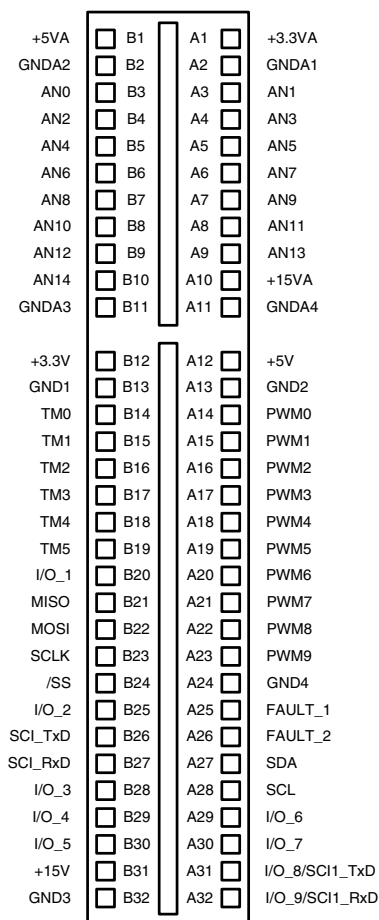 +5VA B1 A1 +3.3VA
GNDA2 B2 A2 GNDA1
AN0 B3 A3 AN1
AN2 B4 A4 AN3
AN4 B5 A5 AN5
AN6 B6 A6 AN7
AN8 B7 A7 AN9
AN10 B8 A8 AN11
AN12 B9 A9 AN13
AN14 B10 A10 +15VA
GNDA3 B11 A11 GNDA4
+3.3V B12 A12 +5V
GND1 B13 A13 GND2
TM0 B14 A14 PWM0
TM1 B15 A15 PWM1
TM2 B16 A16 PWM2
TM3 B17 A17 PWM3
TM4 B18 A18 PWM4
TM5 B19 A19 PWM5
I/O_1 B20 A20 PWM6
MISO B21 A21 PWM7
MOSI B22 A22 PWM8
SCLK B23 A23 PWM9
/SS B24 A24 GND4
I/O_2 B25 A25 FAULT_1
SCI_TxD B26 A26 FAULT_2
SCI_RxD B27 A27 SDA
I/O_3 B28 A28 SCL
I/O_4 B29 A29 I/O_6
I/O_5 B30 A30 I/O_7
+15V B31 A31 I/O_8/SCI1_TxD
GND3 B32 A32 I/O_9/SCI1_RxD